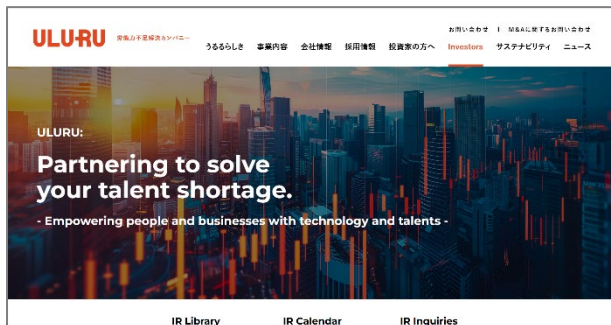 お問い合わせ | M&Aに関するお問い合わせ
ULURU 労働力不足解決カンパニー
うるるらしさ 事業内容 会社情報 採用情報 投資家の方へ Investors サステナビリティ ニュース
ULURU:
Partnering to solve
your talent shortage.
- Empowering people and businesses with technology and talents -
IR Library IR Calendar IR Inquiries